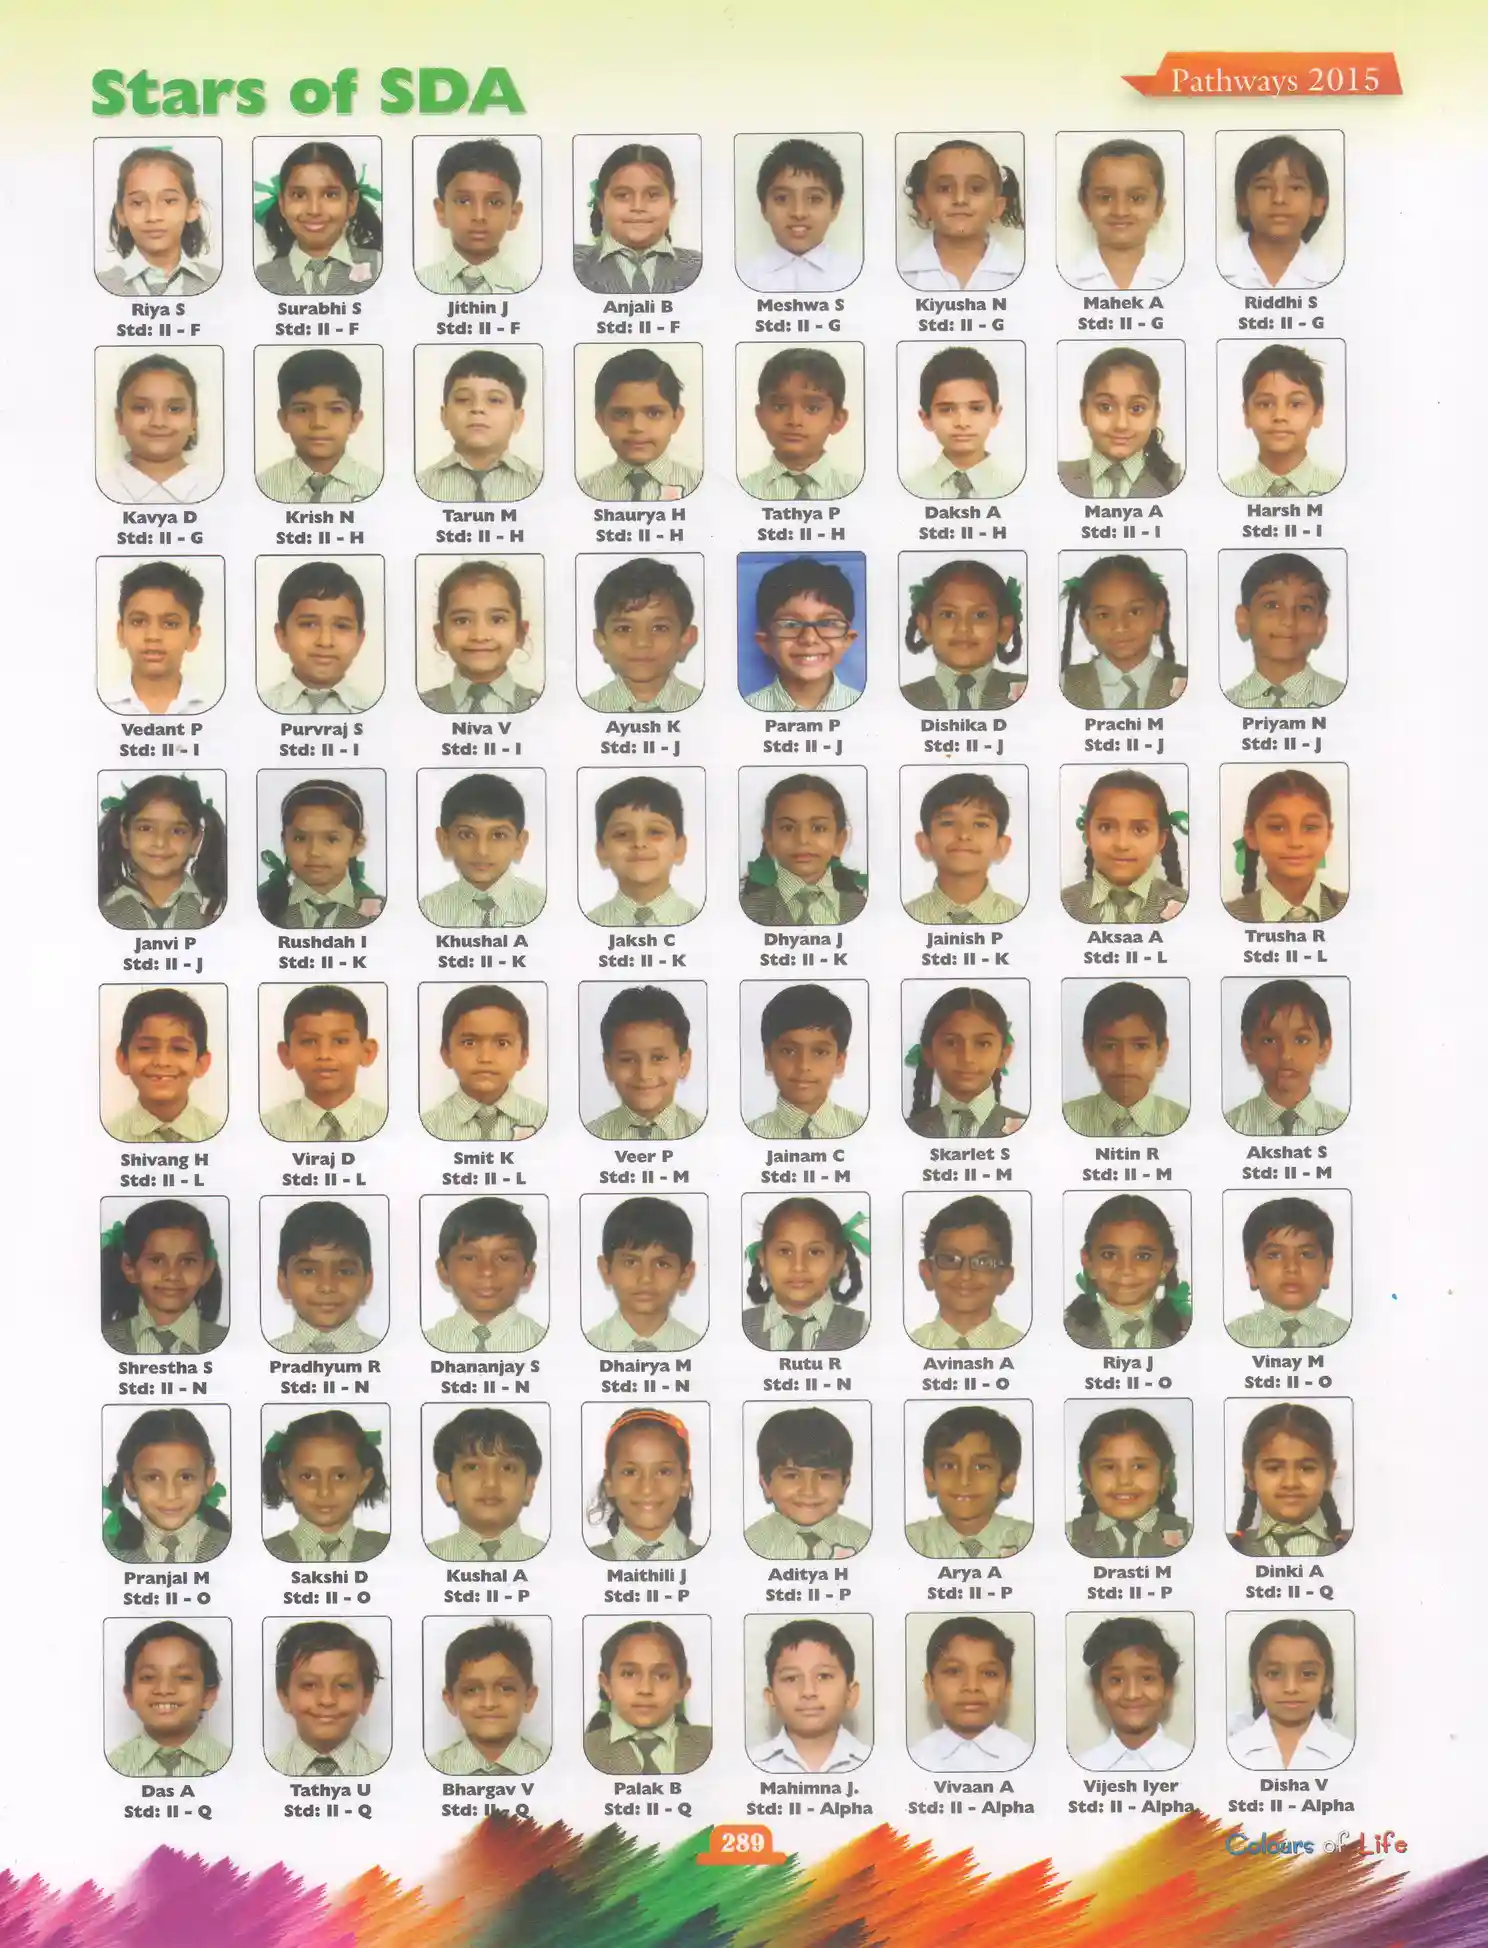 Stars of SDA
Pathways 2015
Riya S
Std: II - F
Surabhi S
Std: II - F
Jithin J
Std: II - F
Anjali B
Std: II - F
Meshwa S
Std: II - G
Kiyusha N
Std: II - G
Mahek A
Std: II - G
Riddhi S
Std: II - G
Kavya D
Std: II - G
Krish N
Std: II - H
Tarun M
Std: II - H
Shaurya H
Std: II - H
Tathya P
Std: II - H
Daksh A
Std: II - H
Manya A
Std: II - I
Harsh M
Std: II - I
Vedant P
Std: II - I
Purvraj S
Std: II - I
Niva V
Std: II - I
Ayush K
Std: II - J
Param P
Std: II - J
Dishika D
Std: II - J
Prachi M
Std: II - J
Priyam N
Std: II - J
Janvi P
Std: II - J
Rushdah I
Std: II - K
Khushal A
Std: II - K
Jaksh C
Std: II - K
Dhyana J
Std: II - K
Jainish P
Std: II - K
Aksaa A
Std: II - L
Trusha R
Std: II - L
Shivang H
Std: II - L
Viraj D
Std: II - L
Smit K
Std: II - L
Veer P
Std: II - M
Jainam C
Std: II - M
Skarlet S
Std: II - M
Nitin R
Std: II - M
Akshat S
Std: II - M
Shrestha S
Std: II - N
Pradhyum R
Std: II - N
Dhananjay S
Std: II - N
Dhairya M
Std: II - N
Rutu R
Std: II - N
Avinash A
Std: II - O
Riya J
Std: II - O
Vinay M
Std: II - O
Pranjal M
Std: II - O
Sakshi D
Std: II - O
Kushal A
Std: II - P
Maithili J
Std: II - P
Aditya H
Std: II - P
Arya A
Std: II - P
Drasti M
Std: II - P
Dinki A
Std: II - Q
Das A
Std: II - Q
Tathya U
Std: II - Q
Bhargav V
Std: II - Q
Palak B
Std: II - Q
Mahimna J.
Std: II - Alpha
Vivaan A
Std: II - Alpha
Vijesh Iyer
Std: II - Alpha
Disha V
Std: II - Alpha
289
Colours of Life